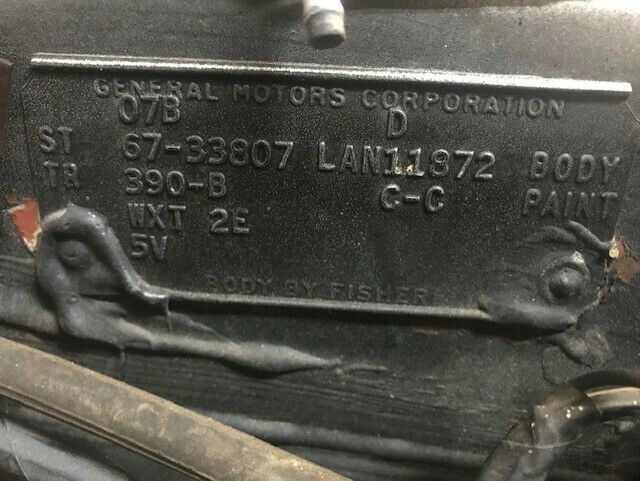 GENERAL MOTORS CORPORATION
07B D
ST 67-33807 LAN11872 BODY
TR 390-B C-C PAINT
WXT 2E
5V
BODY BY FISHER